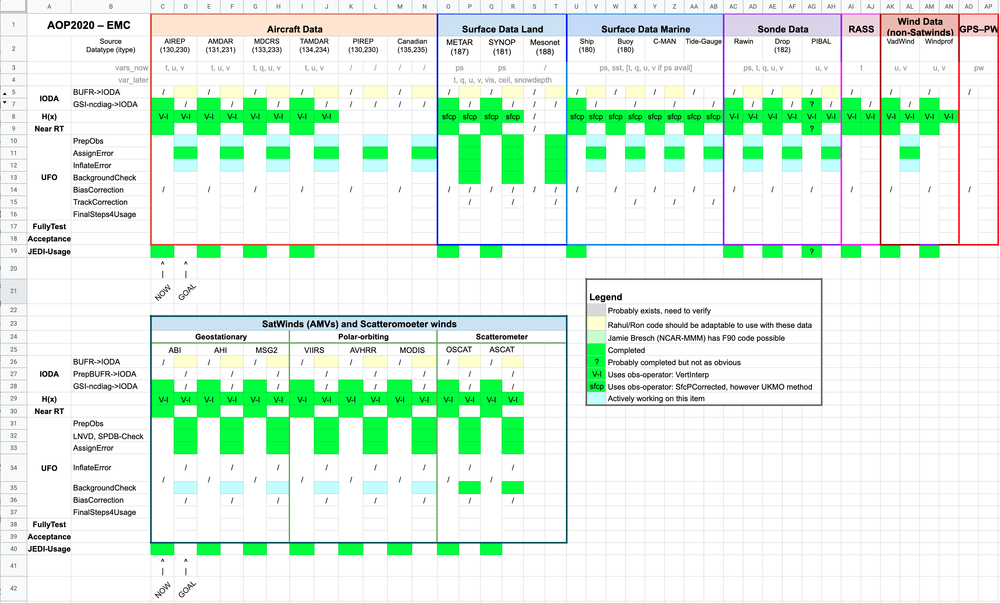 A B C D E F G H I J K L M N O P Q R S T U V W X Y Z AA AB AC AD AE AF AG AH AI AJ AK AL AM AN AO AP
1 AOP2020 – EMC Aircraft Data Surface Data Land Surface Data Marine Sonde Data RASS Wind Data (non-Satwinds) GPS–PW
2 Source Datatype (itype) AIREP (130,230) AMDAR (131,231) MDCRS (133,233) TAMDAR (134,234) PIREP (130,230) Canadian (135,235) METAR (187) SYNOP (181) Mesonet (188) Ship (180) Buoy (180) C-MAN Tide-Gauge Rawin Drop (182) PIBAL VadWind Windprof
3 vars_now t, u, v t, u, v t, q, u, v t, u, v / / / / ps ps / ps, sst, [t, q, u, v if ps avail] ps, t, q, u, v u, v t u, v u, v pw
4 var_later t, q, u, v, vis, ceil, snowdepth
5 IODA BUFR->IODA / / / / / / / / / / / / / / / / / / / /
7 GSI-ncdiag->IODA / / / / / / / / / / / / / / / / / / ? / / /
8 H(x) V-I V-I V-I V-I V-I V-I V-I V-I sfcp sfcp sfcp sfcp / sfcp sfcp sfcp sfcp sfcp sfcp sfcp sfcp V-I V-I V-I V-I V-I V-I V-I V-I V-I V-I V-I V-I
9 Near RT / ?
10 PrepObs
11 AssignError
12 InflateError
13 UFO BackgroundCheck
14 BiasCorrection / / / / / / / / / / / / / / / / / / / / / / /
15 TrackCorrection / / / / / /
16 FinalSteps4Usage
17 FullyTest
18 Acceptance
19 JEDI-Usage ?
20 ^ | ^ |
21 NOW GOAL
Legend
22 Probably exists, need to verify
23 SatWinds (AMVs) and Scatteromoeter winds Rahul/Ron code should be adaptable to use with these data
24 Geostationary Polar-orbiting Scatterometer Jamie Bresch (NCAR-MMM) has F90 code possible
25 ABI AHI MSG2 VIIRS AVHRR MODIS OSCAT ASCAT Completed
26 BUFR->IODA / / / / / / / / ? Probably completed but not as obvious
27 IODA PrepBUFR->IODA / / / / / / / / V-I Uses obs-operator: VertInterp
28 GSI-ncdiag->IODA / / / / / / / / sfcp Uses obs-operator: SfcPCorrected, however UKMO method
29 H(x) V-I V-I V-I V-I V-I V-I V-I V-I V-I V-I V-I V-I V-I V-I V-I V-I Actively working on this item
30 Near RT
31 PrepObs
32 LNVD, SPDB-Check
33 AssignError
34 UFO InflateError / / / / / / / / / / / / / / / /
35 BackgroundCheck
36 BiasCorrection / / / / / / / /
37 FinalSteps4Usage
38 FullyTest
39 Acceptance
40 JEDI-Usage
41 ^ | ^ |
42 NOW GOAL